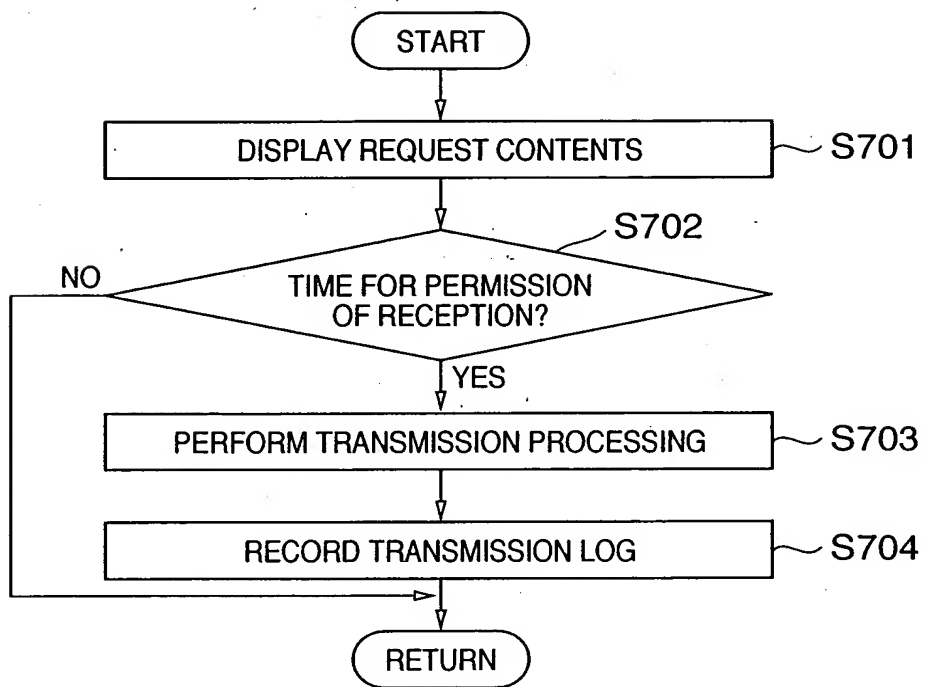 START
DISPLAY REQUEST CONTENTS
S701
S702
NO
TIME FOR PERMISSION
OF RECEPTION?
YES
PERFORM TRANSMISSION PROCESSING
S703
RECORD TRANSMISSION LOG
S704
RETURN